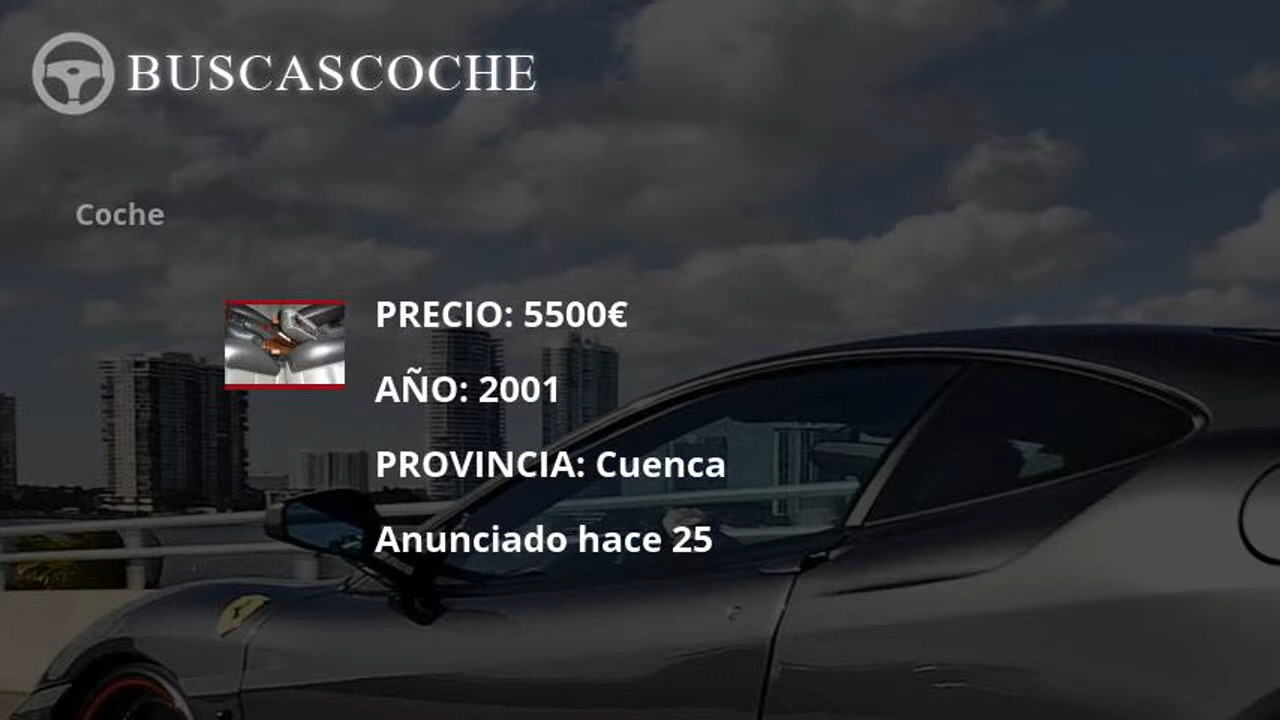 BUSCASCOCHE
Coche
PRECIO: 5500€
AÑO: 2001
PROVINCIA: Cuenca
Anunciado hace 25